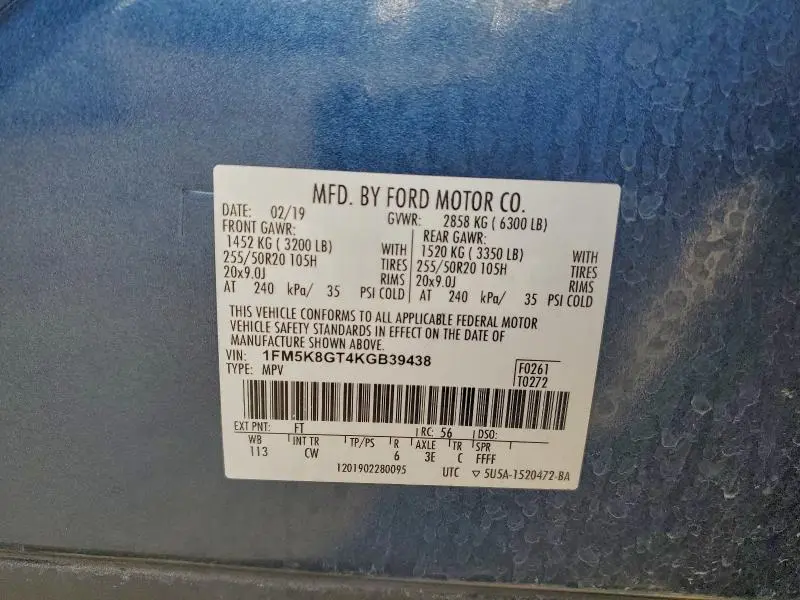 MFD. BY FORD MOTOR CO.
DATE: 02/19 GVWR: 2858 KG ( 6300 LB)
FRONT GAWR: REAR GAWR:
1452 KG ( 3200 LB) WITH 1520 KG ( 3350 LB) WITH
255/50R20 105H TIRES 255/50R20 105H TIRES
20x9.0J RIMS 20x9.0J RIMS
AT 240 kPa/ 35 PSI COLD AT 240 kPa/ 35 PSI COLD
THIS VEHICLE CONFORMS TO ALL APPLICABLE FEDERAL MOTOR
VEHICLE SAFETY STANDARDS IN EFFECT ON THE DATE OF
MANUFACTURE SHOWN ABOVE.
VIN: 1FM5K8GT4KGB39438 F0261
TYPE: MPV T0272
EXT PNT: FT RC: 56 DSO:
WB INT TR TP/PS R AXLE TR SPR
113 CW 6 3E C FFFF
1201902280095 UTC ▽ 5U5A-1520472-BA